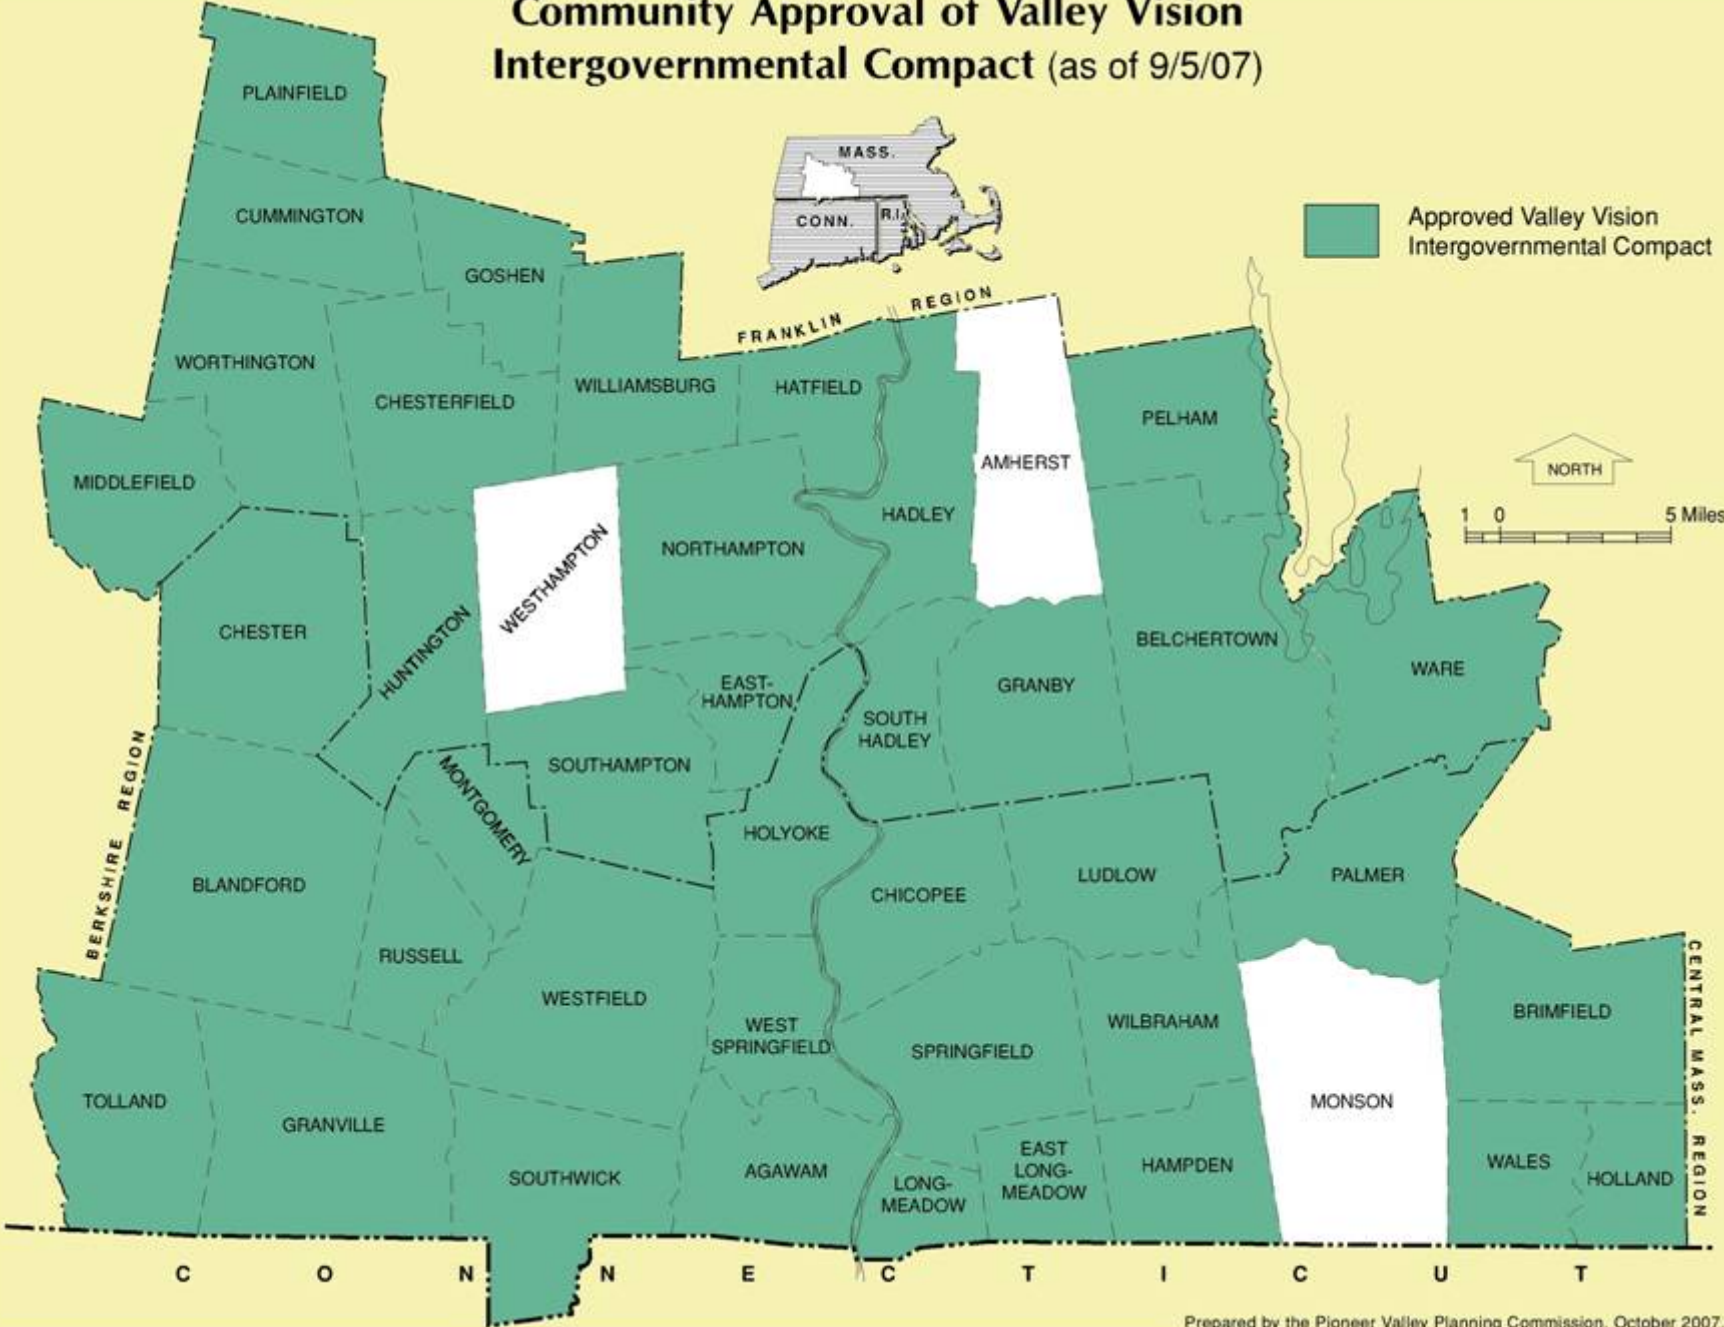 Community Approval of Valley Vision
Intergovernmental Compact (as of 9/5/07)
PLAINFIELD
MASS.
CONN.
R.I.
Approved Valley Vision
Intergovernmental Compact
CUMMINGTON
GOSHEN
FRANKLIN REGION
WORTHINGTON
CHESTERFIELD
WILLIAMSBURG
HATFIELD
PELHAM
AMHERST
MIDDLEFIELD
NORTH
1 0 5 Miles
HADLEY
NORTHAMPTON
WESTHAMPTON
CHESTER
HUNTINGTON
BELCHERTOWN
WARE
EAST-
HAMPTON
GRANBY
SOUTH
HADLEY
SOUTHAMPTON
MONTGOMERY
BERKSHIRE REGION
HOLYOKE
BLANDFORD
CHICOPEE
LUDLOW
PALMER
RUSSELL
WESTFIELD
WEST
SPRINGFIELD
SPRINGFIELD
WILBRAHAM
BRIMFIELD
CENTRAL MASS. REGION
TOLLAND
GRANVILLE
MONSON
SOUTHWICK
AGAWAM
LONG-
MEADOW
EAST
LONG-
MEADOW
HAMPDEN
WALES
HOLLAND
CONNECTICUT
Prepared by the Pioneer Valley Planning Commission, October 2007.